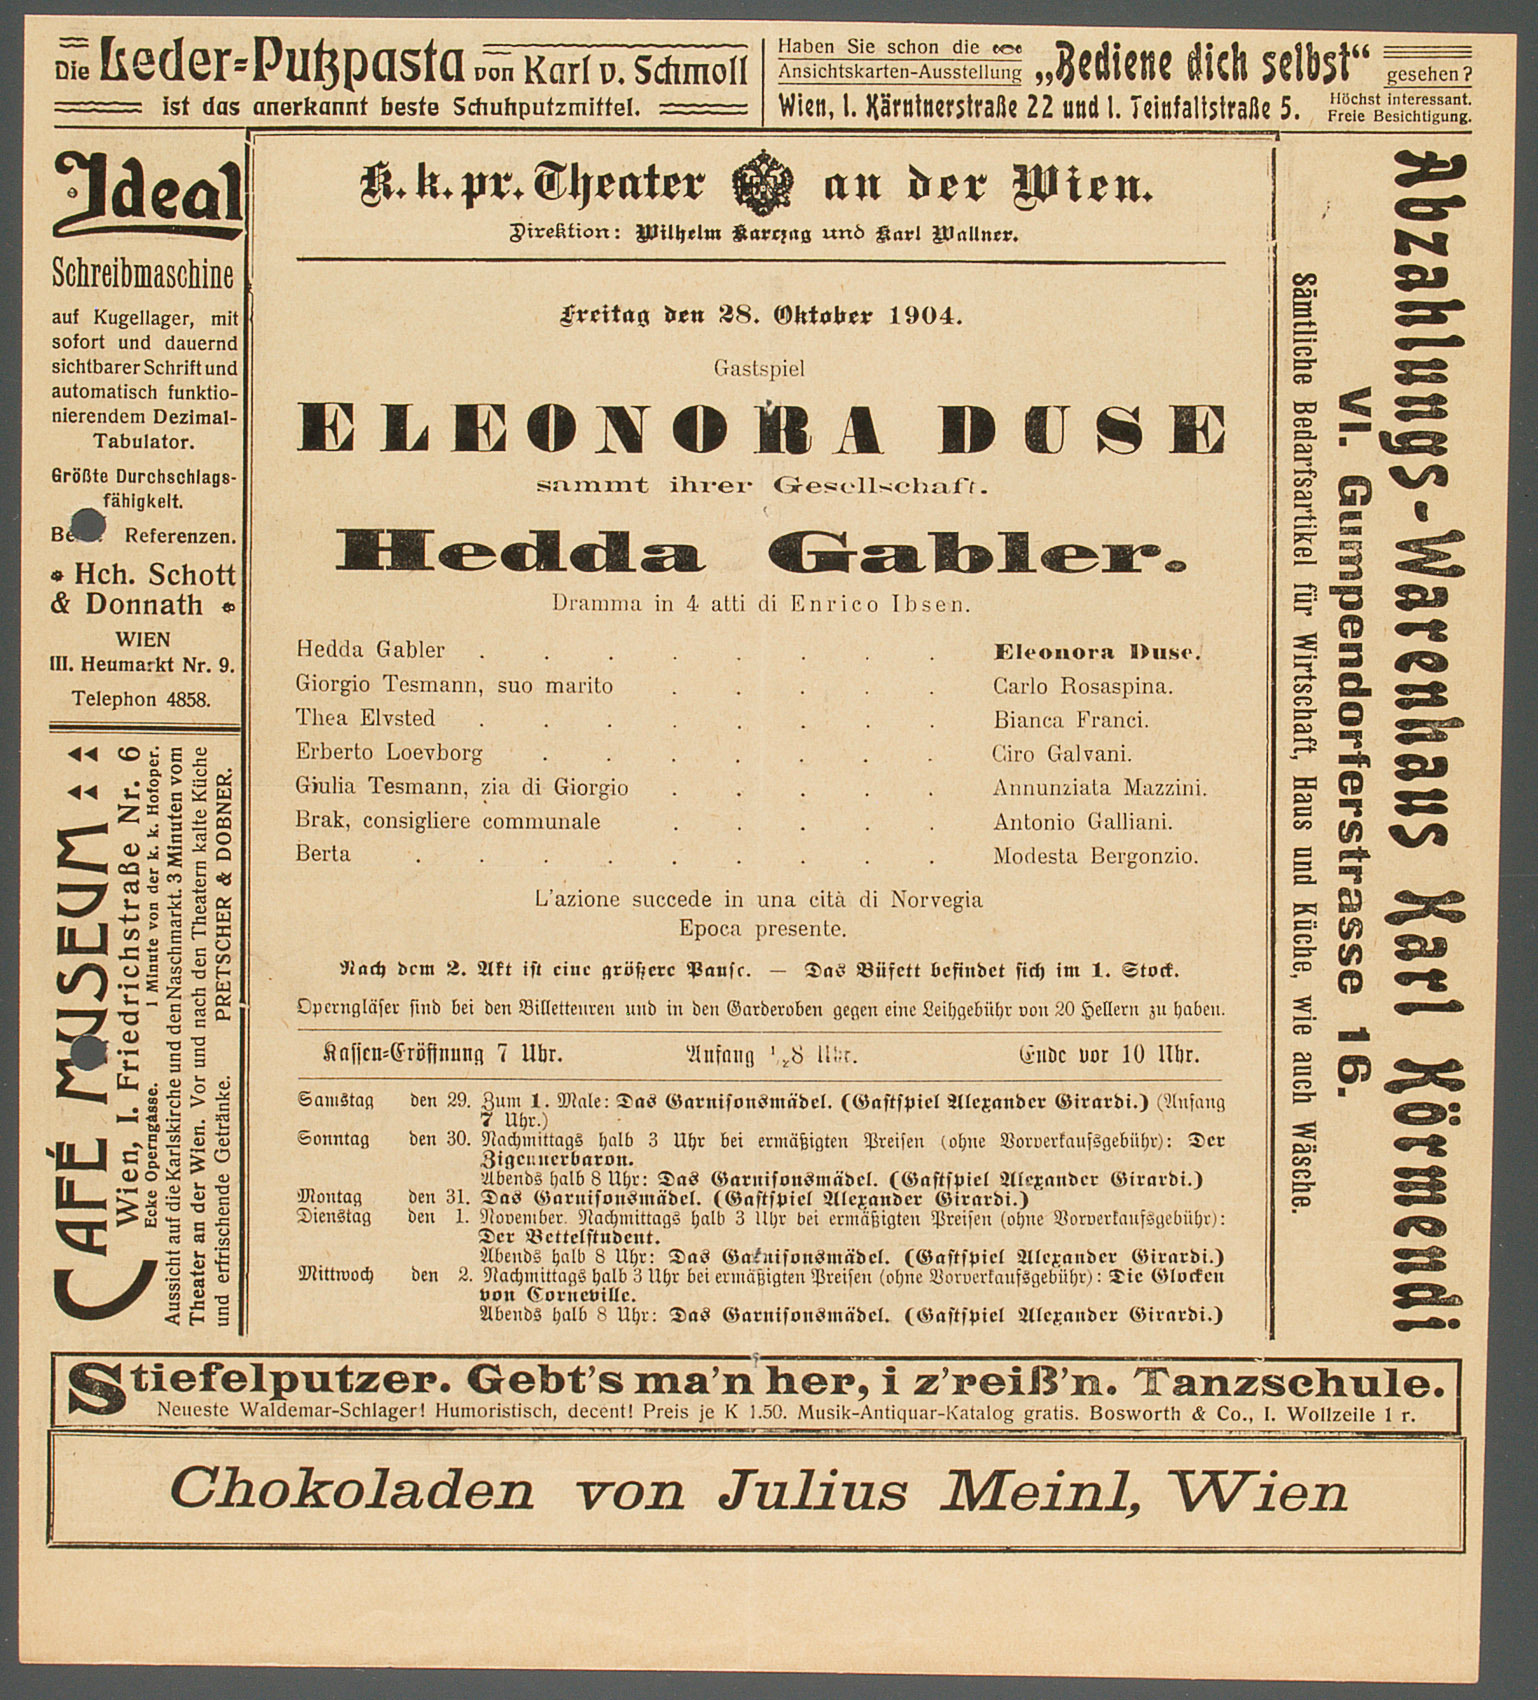 Die Leder=Putzpasta von Karl v. Schmoll
ist das anerkannt beste Schuhputzmittel.
Haben Sie schon die
Ansichtskarten-Ausstellung
„Bediene dich selbst“
gesehen?
Wien, I. Kärntnerstraße 22 und I. Teinfaltstraße 5.
Höchst interessant.
Freie Besichtigung.
Ideal
Schreibmaschine
auf Kugellager, mit
sofort und dauernd
sichtbarer Schrift und
automatisch funktio-
nierendem Dezimal-
Tabulator.
Größte Durchschlags-
fähigkeit.
Referenzen.
Hch. Schott
& Donnath
WIEN
III. Heumarkt Nr. 9.
Telephon 4858.
CAFÉ MUSEUM
Wien, I. Friedrichstraße Nr. 6
Ecke Operngasse. 1 Minute von der k. k. Hofoper.
Aussicht auf die Karlskirche und den Naschmarkt. 3 Minuten vom
Theater an der Wien. Vor und nach den Theatern kalte Küche
und erfrischende Getränke. PRETSCHER & DOBNER.
K. k. pr. Theater an der Wien.
Direktion: Wilhelm Karczag und Karl Wallner.
Freitag den 28. Oktober 1904.
Gastspiel
ELEONORA DUSE
sammt ihrer Gesellschaft.
Hedda Gabler.
Dramma in 4 atti di Enrico Ibsen.
Hedda Gabler . . . . . . . . Eleonora Duse.
Giorgio Tesmann, suo marito . . . . . Carlo Rosaspina.
Thea Elvsted . . . . . . . . Bianca Franci.
Erberto Loevborg . . . . . . . Ciro Galvani.
Giulia Tesmann, zia di Giorgio . . . . . Annunziata Mazzini.
Brak, consigliere communale . . . . . Antonio Galliani.
Berta . . . . . . . . . Modesta Bergonzio.
L'azione succede in una cità di Norvegia
Epoca presente.
Nach dem 2. Akt ist eine größere Pause. — Das Büfett befindet sich im 1. Stock.
Operngläser sind bei den Billetteuren und in den Garderoben gegen eine Leihgebühr von 20 Hellern zu haben.
Kassen=Eröffnung 7 Uhr. Anfang ½8 Uhr. Ende vor 10 Uhr.
Samstag den 29. Zum 1. Male: Das Garnisonsmädel. (Gastspiel Alexander Girardi.) (Anfang
7 Uhr.)
Sonntag den 30. Nachmittags halb 3 Uhr bei ermäßigten Preisen (ohne Vorverkaufsgebühr): Der
Zigeunerbaron.
Abends halb 8 Uhr: Das Garnisonsmädel. (Gastspiel Alexander Girardi.)
Montag den 31. Das Garnisonsmädel. (Gastspiel Alexander Girardi.)
Dienstag den 1. November. Nachmittags halb 3 Uhr bei ermäßigten Preisen (ohne Vorverkaufsgebühr):
Der Bettelstudent.
Abends halb 8 Uhr: Das Garnisonsmädel. (Gastspiel Alexander Girardi.)
Mittwoch den 2. Nachmittags halb 3 Uhr bei ermäßigten Preisen (ohne Vorverkaufsgebühr): Die Glocken
von Corneville.
Abends halb 8 Uhr: Das Garnisonsmädel. (Gastspiel Alexander Girardi.)
Abzahlungs-Warenhaus Karl Körmendi
VI. Gumpendorferstrasse 16.
Sämtliche Bedarfsartikel für Wirtschaft, Haus und Küche, wie auch Wäsche.
Stiefelputzer. Gebt's ma'n her, i z'reiß'n. Tanzschule.
Neueste Waldemar-Schlager! Humoristisch, decent! Preis je K 1.50. Musik-Antiquar-Katalog gratis. Bosworth & Co., I. Wollzeile 1 r.
Chokoladen von Julius Meinl, Wien